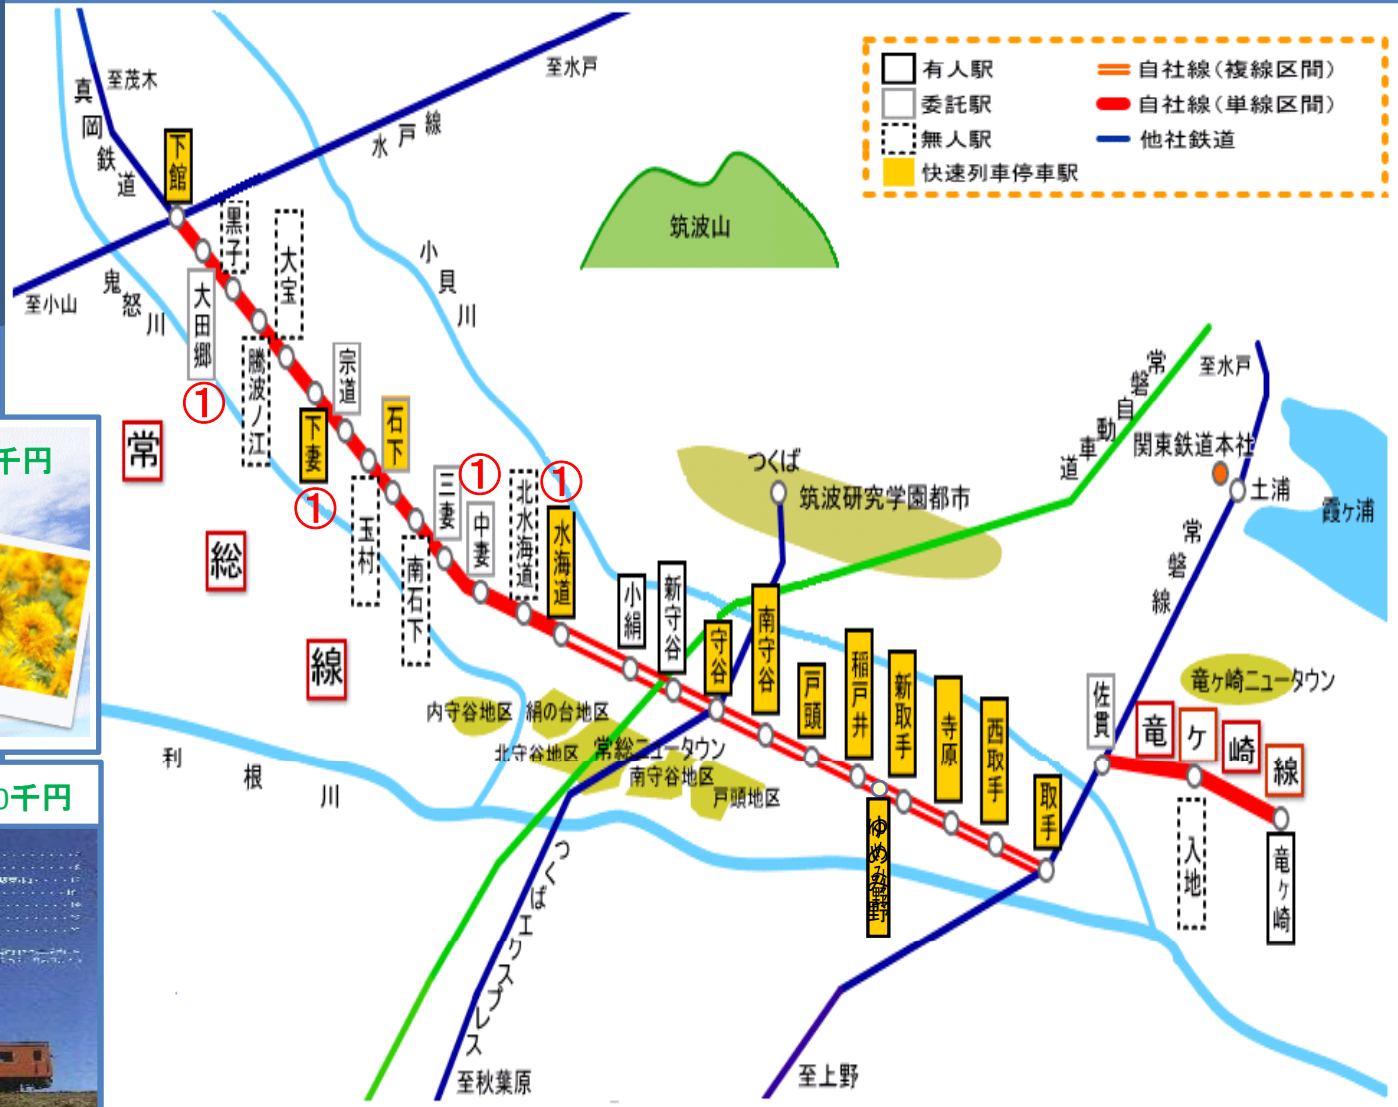 有人駅
委託駅
無人駅
快速列車停車駅
自社線(複線区間)
自社線(単線区間)
他社鉄道
至茂木
真岡鉄道
至水戸
水戸線
下館
黒子
大宝
至小山
鬼怒川
大田郷
①
騰波ノ江
宗道
下妻
①
石下
小貝川
筑波山
玉村
南石下
三妻
①
中妻
北水海道
①
水海道
常
総
線
千円
つくば
筑波研究学園都市
常磐自動車道
至水戸
関東鉄道本社
土浦
霞ヶ浦
常磐線
小絹
新守谷
守谷
南守谷
戸頭
稲戸井
ゆめみ野
新取手
寺原
西取手
取手
佐貫
竜ヶ崎ニュータウン
竜
ケ
崎
線
入地
竜ヶ崎
内守谷地区
絹の台地区
北守谷地区
常総ニュータウン
南守谷地区
戸頭地区
利根川
0千円
つくばエクスプレス
至秋葉原
至上野